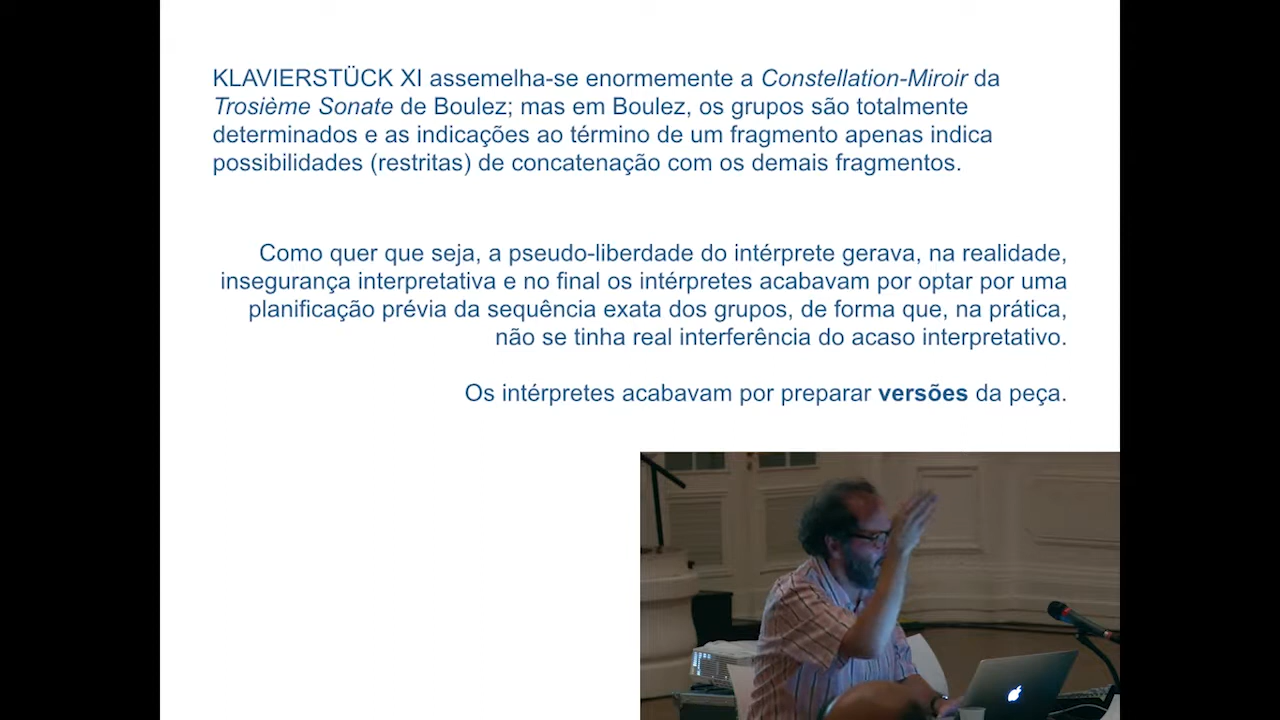 KLAVIERSTÜCK XI assemelha-se enormemente a Constellation-Miroir da
Trosième Sonate de Boulez; mas em Boulez, os grupos são totalmente
determinados e as indicações ao término de um fragmento apenas indica
possibilidades (restritas) de concatenação com os demais fragmentos.
Como quer que seja, a pseudo-liberdade do intérprete gerava, na realidade,
insegurança interpretativa e no final os intérpretes acabavam por optar por uma
planificação prévia da sequência exata dos grupos, de forma que, na prática,
não se tinha real interferência do acaso interpretativo.
Os intérpretes acabavam por preparar versões da peça.